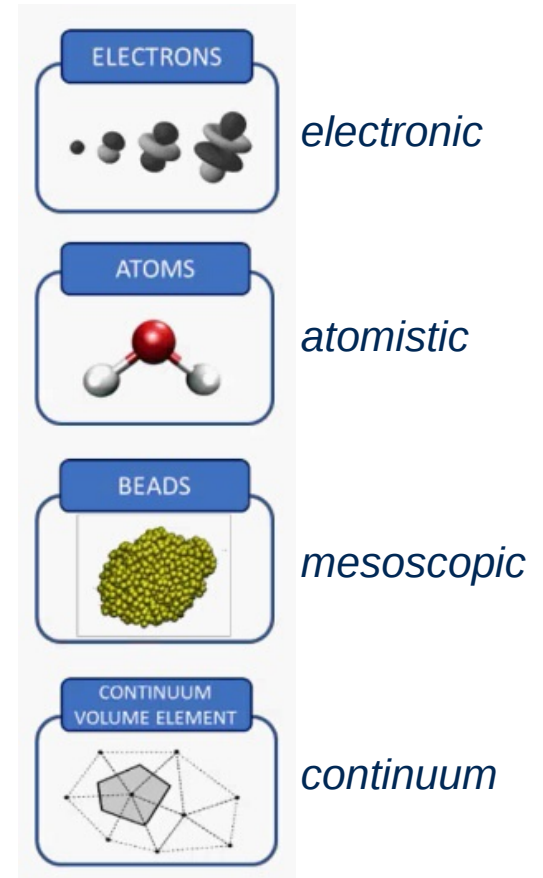 ELECTRONS
electronic
ATOMS
atomistic
BEADS
mesoscopic
CONTINUUM
VOLUME ELEMENT
continuum